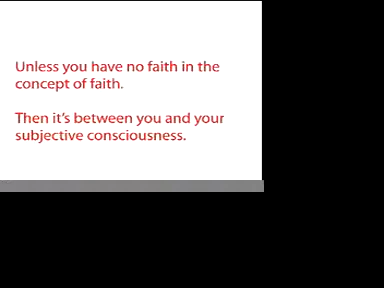 Unless you have no faith in the
concept of faith.
Then it's between you and your
subjective consciousness.